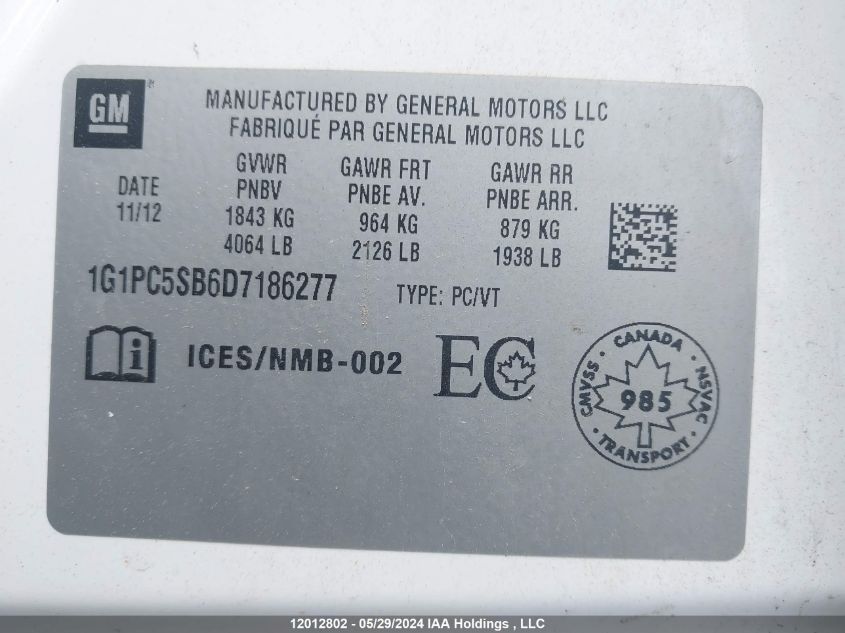 GM
MANUFACTURED BY GENERAL MOTORS LLC
FABRIQUÉ PAR GENERAL MOTORS LLC
DATE
11/12
GVWR
PNBV
1843 KG
4064 LB
GAWR FRT
PNBE AV.
964 KG
2126 LB
GAWR RR
PNBE ARR.
879 KG
1938 LB
1G1PC5SB6D7186277
TYPE: PC/VT
i
ICES/NMB-002
EC
CANADA
CMVSS
985
NSVAC
TRANSPORT
12012802 - 05/29/2024 IAA Holdings , LLC